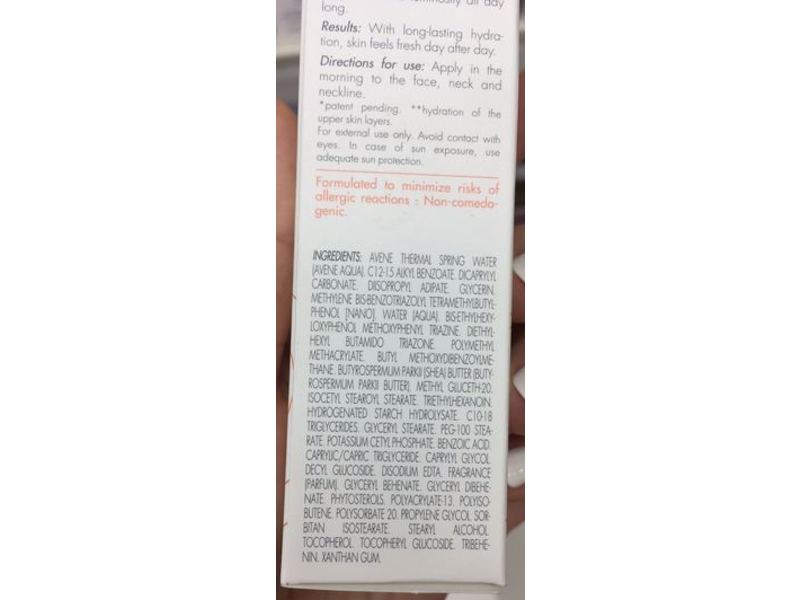 luminosity all day
long.
Results: With long-lasting hydra-
tion, skin feels fresh day after day.
Directions for use: Apply in the
morning to the face, neck and
neckline.
*patent pending. **hydration of the
upper skin layers.
For external use only. Avoid contact with
eyes. In case of sun exposure, use
adequate sun protection.
Formulated to minimize risks of
allergic reactions : Non-comedo-
genic.
INGREDIENTS: AVENE THERMAL SPRING WATER
(AVENE AQUA). C12-15 ALKYL BENZOATE. DICAPRYLYL
CARBONATE. DIISOPROPYL ADIPATE. GLYCERIN.
METHYLENE BIS-BENZOTRIAZOLYL TETRAMETHYLBUTYL-
PHENOL [NANO]. WATER (AQUA). BIS-ETHYLHEXY-
LOXYPHENOL METHOXYPHENYL TRIAZINE. DIETHYL-
HEXYL BUTAMIDO TRIAZONE. POLYMETHYL
METHACRYLATE. BUTYL METHOXYDIBENZOYLME-
THANE. BUTYROSPERMUM PARKII (SHEA) BUTTER (BUTY-
ROSPERMUM PARKII BUTTER). METHYL GLUCETH-20.
ISOCETYL STEAROYL STEARATE. TRIETHYLHEXANOIN.
HYDROGENATED STARCH HYDROLYSATE. C10-18
TRIGLYCERIDES. GLYCERYL STEARATE. PEG-100 STEA-
RATE. POTASSIUM CETYL PHOSPHATE. BENZOIC ACID.
CAPRYLIC/CAPRIC TRIGLYCERIDE. CAPRYLYL GLYCOL.
DECYL GLUCOSIDE. DISODIUM EDTA. FRAGRANCE
(PARFUM). GLYCERYL BEHENATE. GLYCERYL DIBEHE-
NATE. PHYTOSTEROLS. POLYACRYLATE-13. POLYISO-
BUTENE. POLYSORBATE 20. PROPYLENE GLYCOL. SOR-
BITAN ISOSTEARATE. STEARYL ALCOHOL.
TOCOPHEROL. TOCOPHERYL GLUCOSIDE. TRIBEHE-
NIN. XANTHAN GUM.